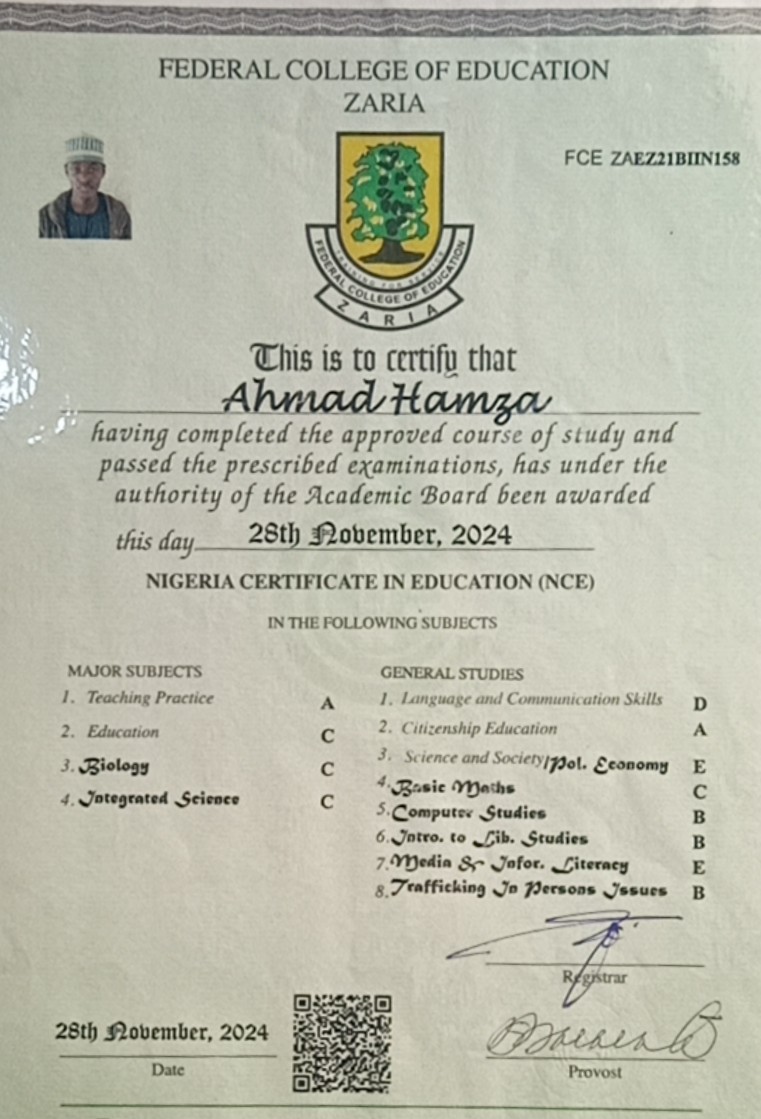 FEDERAL COLLEGE OF EDUCATION
ZARIA
FCE ZAEZ21BIIN158
TRAINING FOR SERVICE
FEDERAL COLLEGE OF EDUCATION
ZARIA
This is to certify that
Ahmad Hamza
having completed the approved course of study and
passed the prescribed examinations, has under the
authority of the Academic Board been awarded
this day 28th November, 2024
NIGERIA CERTIFICATE IN EDUCATION (NCE)
IN THE FOLLOWING SUBJECTS
MAJOR SUBJECTS
1. Teaching Practice A
2. Education C
3. Biology C
4. Integrated Science C
GENERAL STUDIES
1. Language and Communication Skills D
2. Citizenship Education A
3. Science and Society/Pol. Economy E
4. Basic Maths C
5. Computer Studies B
6. Intro. to Lib. Studies B
7. Media & Infor. Literacy E
8. Trafficking In Persons Issues B
Registrar
28th November, 2024
Date
Provost